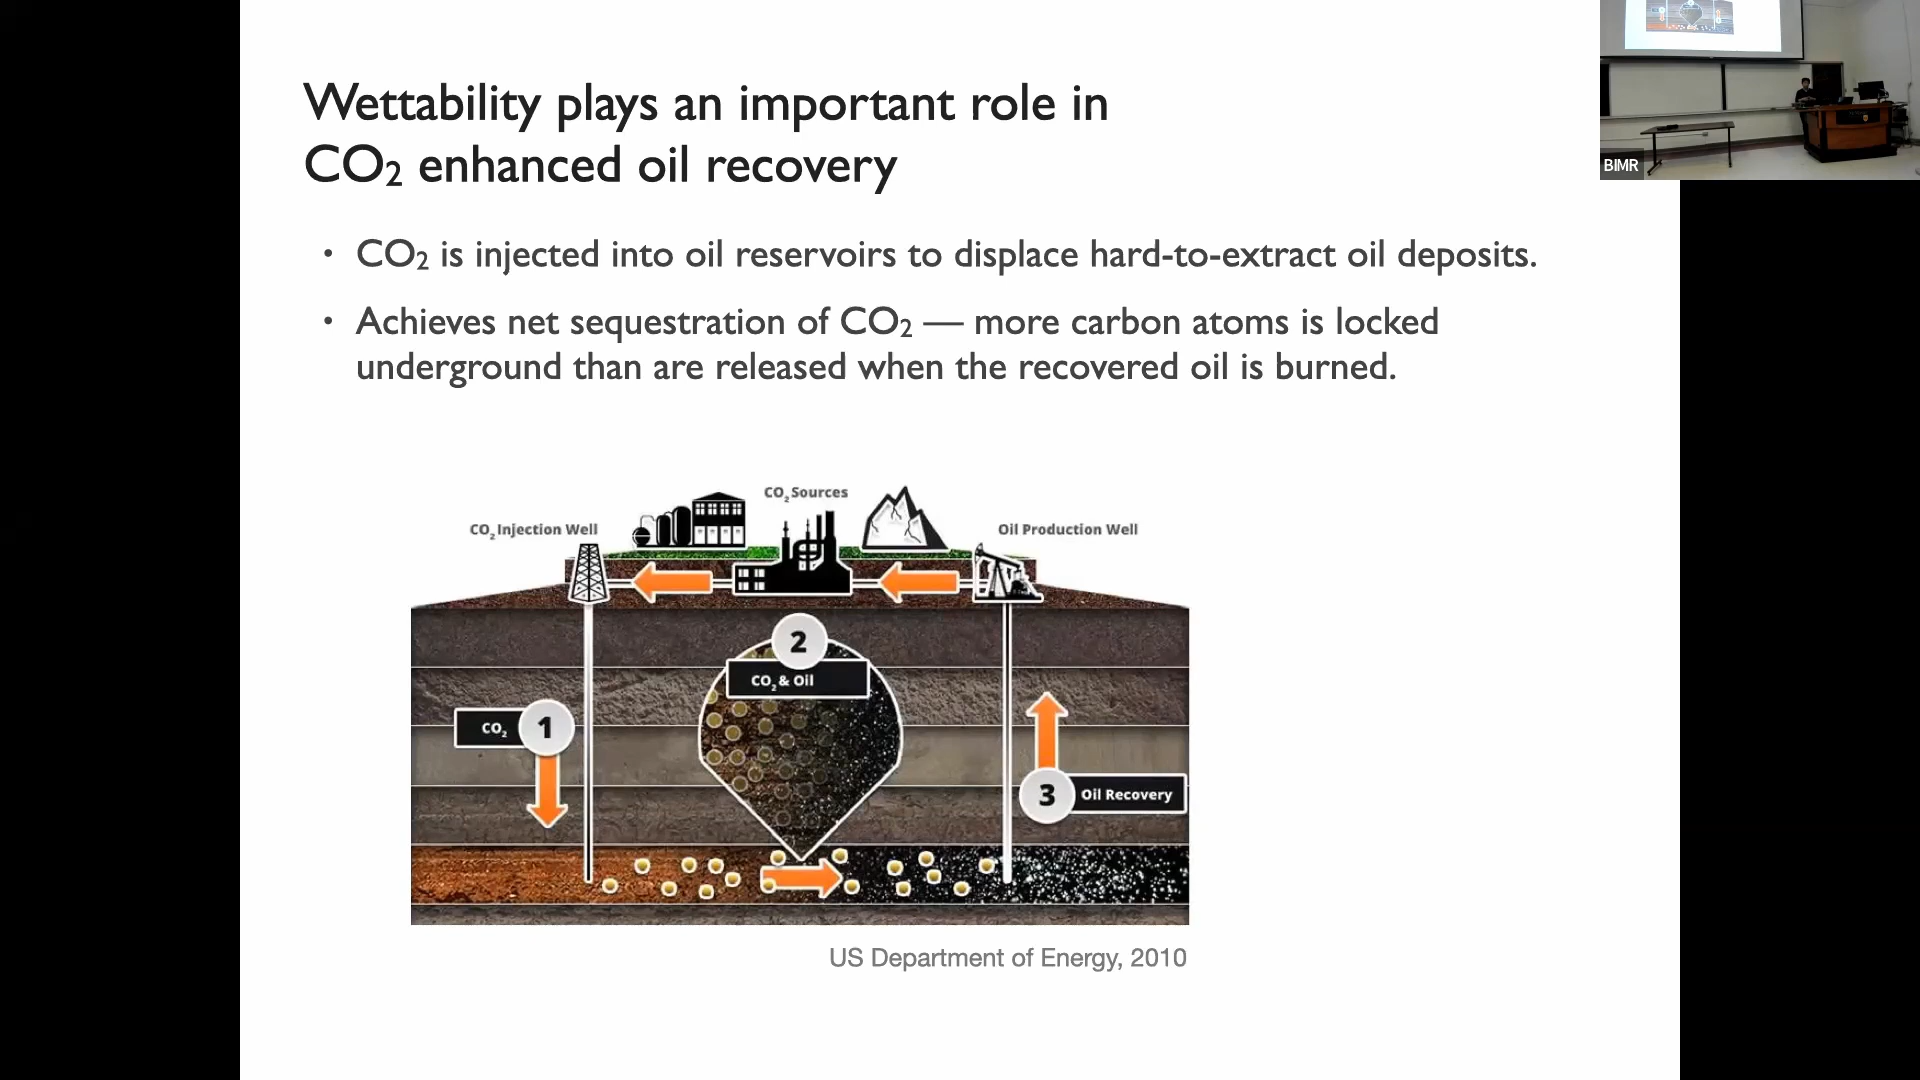 Wettability plays an important role in
CO₂ enhanced oil recovery
BIMR
• CO₂ is injected into oil reservoirs to displace hard-to-extract oil deposits.
• Achieves net sequestration of CO₂ — more carbon atoms is locked
underground than are released when the recovered oil is burned.
CO₂ Sources
CO₂ Injection Well
Oil Production Well
2
CO₂ & Oil
CO₂
1
3
Oil Recovery
US Department of Energy, 2010